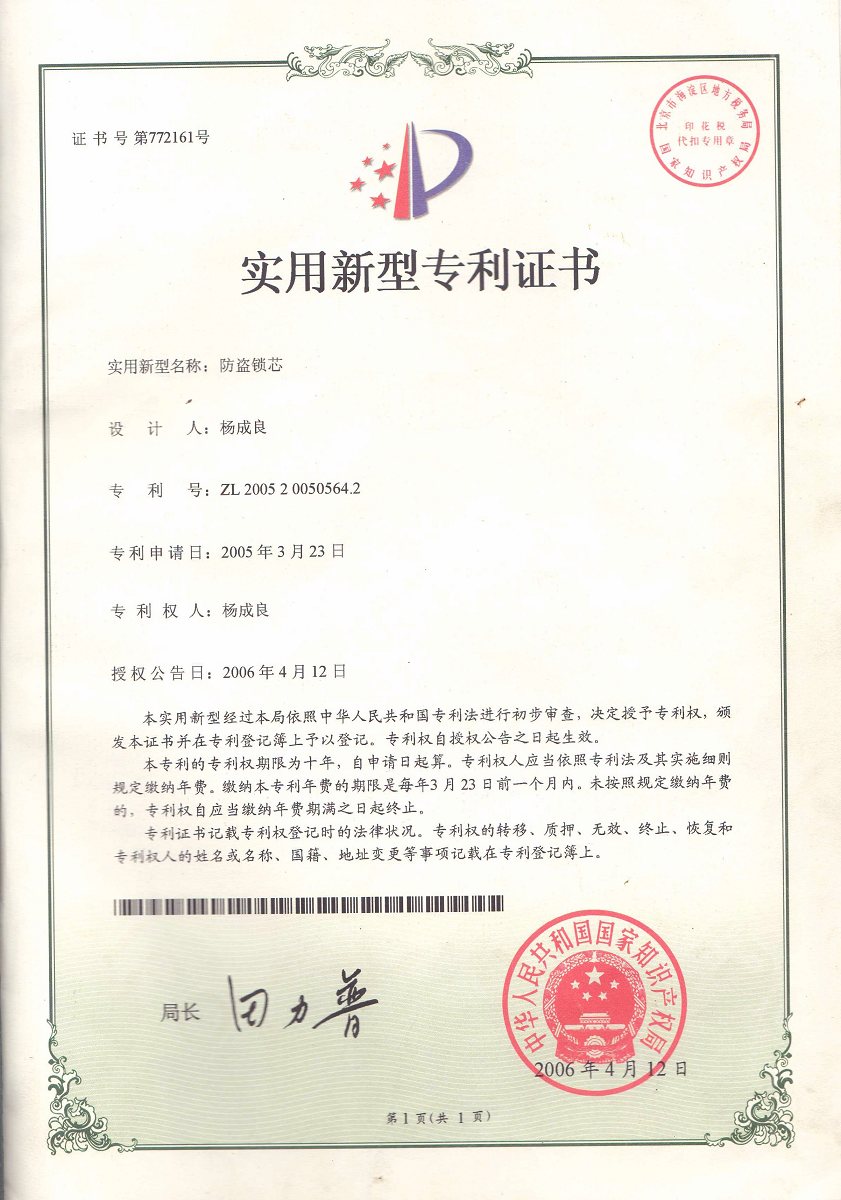 证书号第772161号
北京市海淀区地方税务局
印花税
代扣专用章
国家知识产权局
实用新型专利证书
实用新型名称：防盗锁芯
设计人：杨成良
专利号：ZL 2005 2 0050564.2
专利申请日：2005年3月23日
专利权人：杨成良
授权公告日：2006年4月12日
本实用新型经过本局依照中华人民共和国专利法进行初步审查，决定授予专利权，颁
发本证书并在专利登记簿上予以登记。专利权自授权公告之日起生效。
本专利的专利权期限为十年，自申请日起算。专利权人应当依照专利法及其实施细则
规定缴纳年费。缴纳本专利年费的期限是每年3月23日前一个月内。未按照规定缴纳年费
的，专利权自应当缴纳年费期满之日起终止。
专利证书记载专利权登记时的法律状况。专利权的转移、质押、无效、终止、恢复和
专利权人的姓名或名称、国籍、地址变更等事项记载在专利登记簿上。
局长 田力普
中华人民共和国国家知识产权局
2006年4月12日
第1页(共1页)